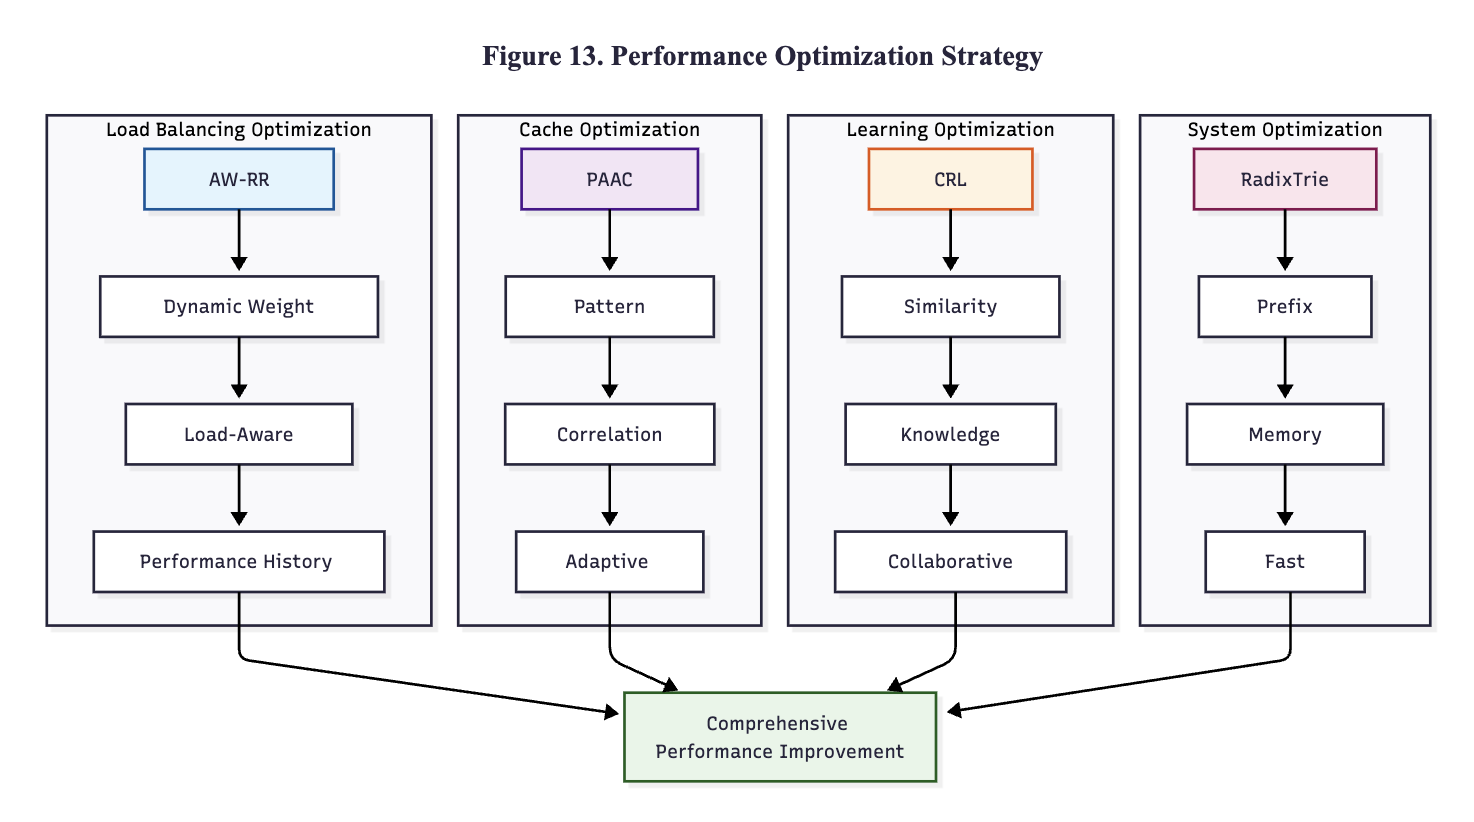 Figure 13. Performance Optimization Strategy
Load Balancing Optimization
AW-RR
Dynamic Weight
Load-Aware
Performance History
Cache Optimization
PAAC
Pattern
Correlation
Adaptive
Learning Optimization
CRL
Similarity
Knowledge
Collaborative
System Optimization
RadixTrie
Prefix
Memory
Fast
Comprehensive
Performance Improvement